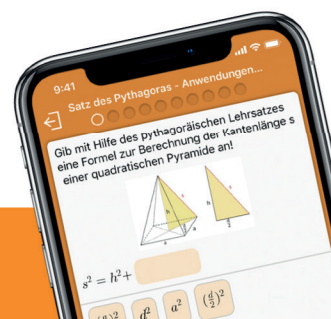 9:41
Satz des Pythagoras - Anwendungen...
Gib mit Hilfe des pythagoräischen Lehrsatzes
eine Formel zur Berechnung der Kantenlänge s
einer quadratischen Pyramide an!
s² = h² +
d² a² (d/2)²